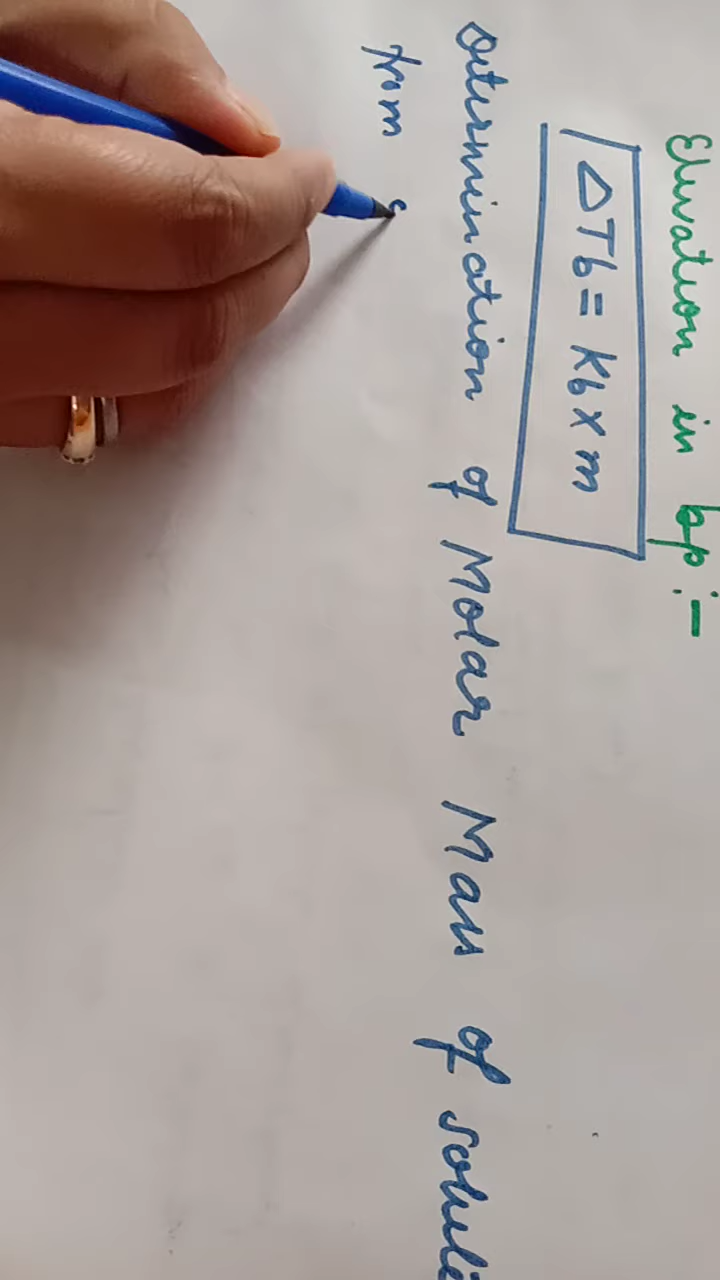 Elevation in bp :-
ΔTb = Kb x m
Determination of Molar Mass of solute
from